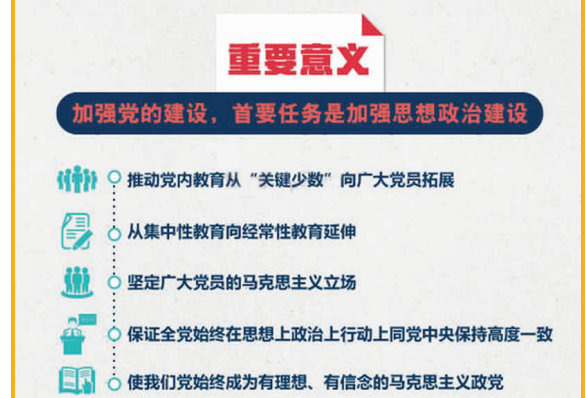 重要意义
加强党的建设，首要任务是加强思想政治建设
推动党内教育从“关键少数”向广大党员拓展
从集中性教育向经常性教育延伸
坚定广大党员的马克思主义立场
保证全党始终在思想上政治上行动上同党中央保持高度一致
使我们党始终成为有理想、有信念的马克思主义政党